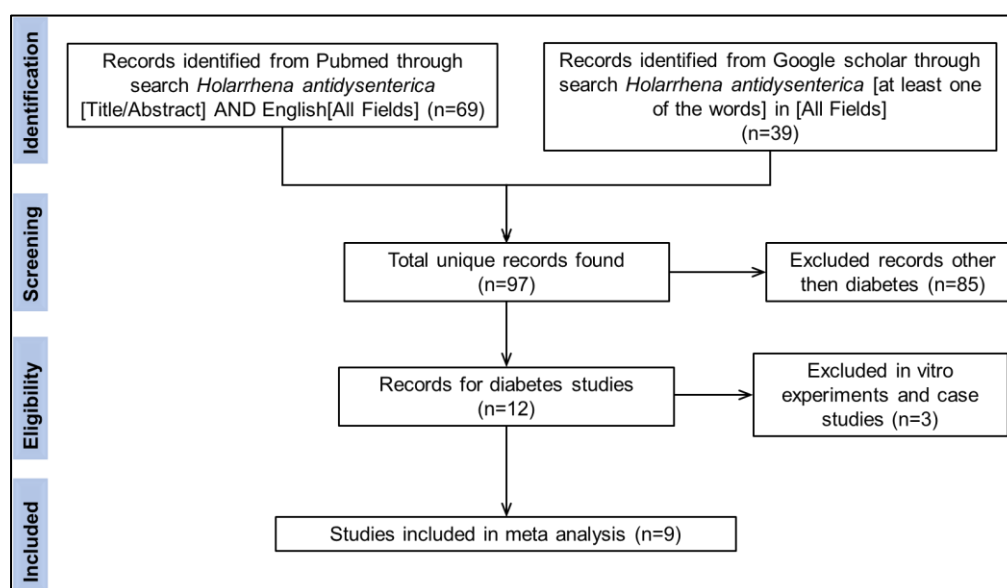 Identification
Records identified from Pubmed through
search Holarrhena antidysenterica
[Title/Abstract] AND English[All Fields] (n=69)
Records identified from Google scholar through
search Holarrhena antidysenterica [at least one
of the words] in [All Fields]
(n=39)
Screening
Total unique records found
(n=97)
Excluded records other
then diabetes (n=85)
Eligibility
Records for diabetes studies
(n=12)
Excluded in vitro
experiments and case
studies (n=3)
Included
Studies included in meta analysis (n=9)